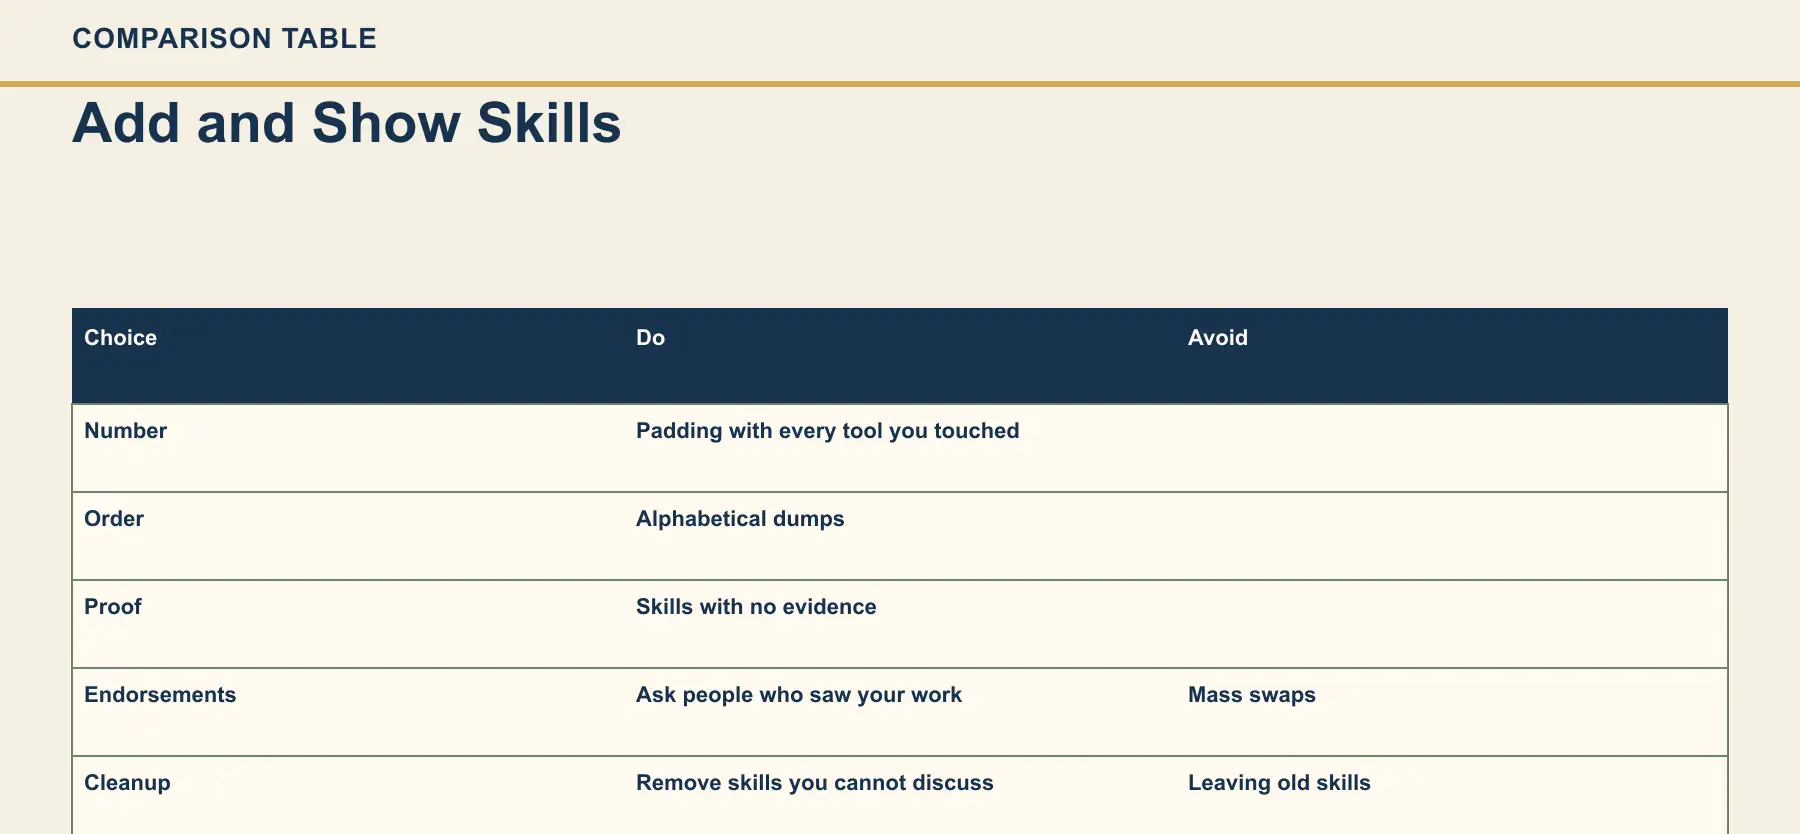 COMPARISON TABLE
Add and Show Skills
Choice Do Avoid
Number Padding with every tool you touched
Order Alphabetical dumps
Proof Skills with no evidence
Endorsements Ask people who saw your work Mass swaps
Cleanup Remove skills you cannot discuss Leaving old skills